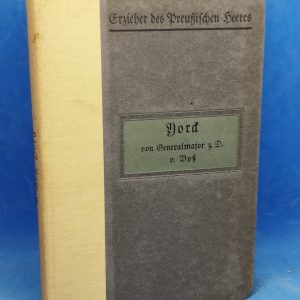 Erzieher des Preußischen Heeres
Yorck
von Generalmajor z. D.
v. Voß